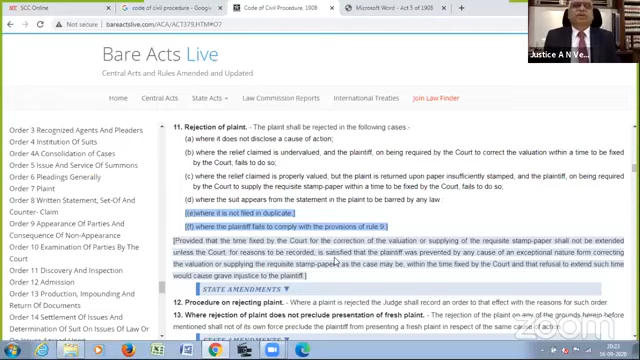 SCC Online
code of civil procedure - Google
Code of Civil Procedure, 1908
Microsoft Word - Act 5 of 1908
Not secure | bareactslive.com/ACA/ACT379.HTM#O7
Bare Acts Live
Central Acts and Rules Amended and Updated
Home
Central Acts
State Acts
Law Commission Reports
International Treaties
Join Law Finder
Order 3 Recognized Agents and Pleaders
Order 4 Institution of Suits
Order 4A Consolidation of Cases
Order 5 Issue and Service of Summons
Order 6 Pleadings Generally
Order 7 Plaint
Order 8 Written Statement, Set-Off and
Counter- Claim
Order 9 Appearance of Parties and
Consequence of Non-Appearance
Order 10 Examination of Parties by the
Court
Order 11 Discovery and Inspection
Order 12 Admission
Order 13 Production, Impounding and
Return of Documents
Order 14 Settlement of Issues and
Determination of Suit on Issues of Law
11. Rejection of plaint. - The plaint shall be rejected in the following cases:-
(a) where it does not disclose a cause of action;
(b) where the relief claimed is undervalued, and the plaintiff, on being required by the Court to correct the valuation within a time to be fixed
by the Court, fails to do so;
(c) where the relief claimed is properly valued, but the plaint is returned upon paper insufficiently stamped, and the plaintiff, on being required
by the Court to supply the requisite stamp-paper within a time to be fixed by the Court, fails to do so;
(d) where the suit appears from the statement in the plaint to be barred by any law :
[(e)where it is not filed in duplicate.]
[(f) where the plaintiff fails to comply with the provisions of rule 9.]
[Provided that the time fixed by the Court for the correction of the valuation or supplying of the requisite stamp-paper shall not be extended
unless the Court, for reasons to be recorded, is satisfied that the plaintiff was prevented by any cause of an exceptional nature form correcting
the valuation or supplying the requisite stamp-paper as the case may be, within the time fixed by the Court and that refusal to extend such time
would cause grave injustice to the plaintiff.]
STATE AMENDMENTS
12. Procedure on rejecting plaint. - Where a plaint is rejected the Judge shall record an order to that effect with the reasons for such order
13. Where rejection of plaint does not preclude presentation of fresh plaint. - The rejection of the plaint on any of the grounds herein before
mentioned shall not of its own force preclude the plaintiff from presenting a fresh plaint in respect of the same cause of action.
STATE AMENDMENTS
Justice A N Ve...
zoom
20:23
16-09-2020